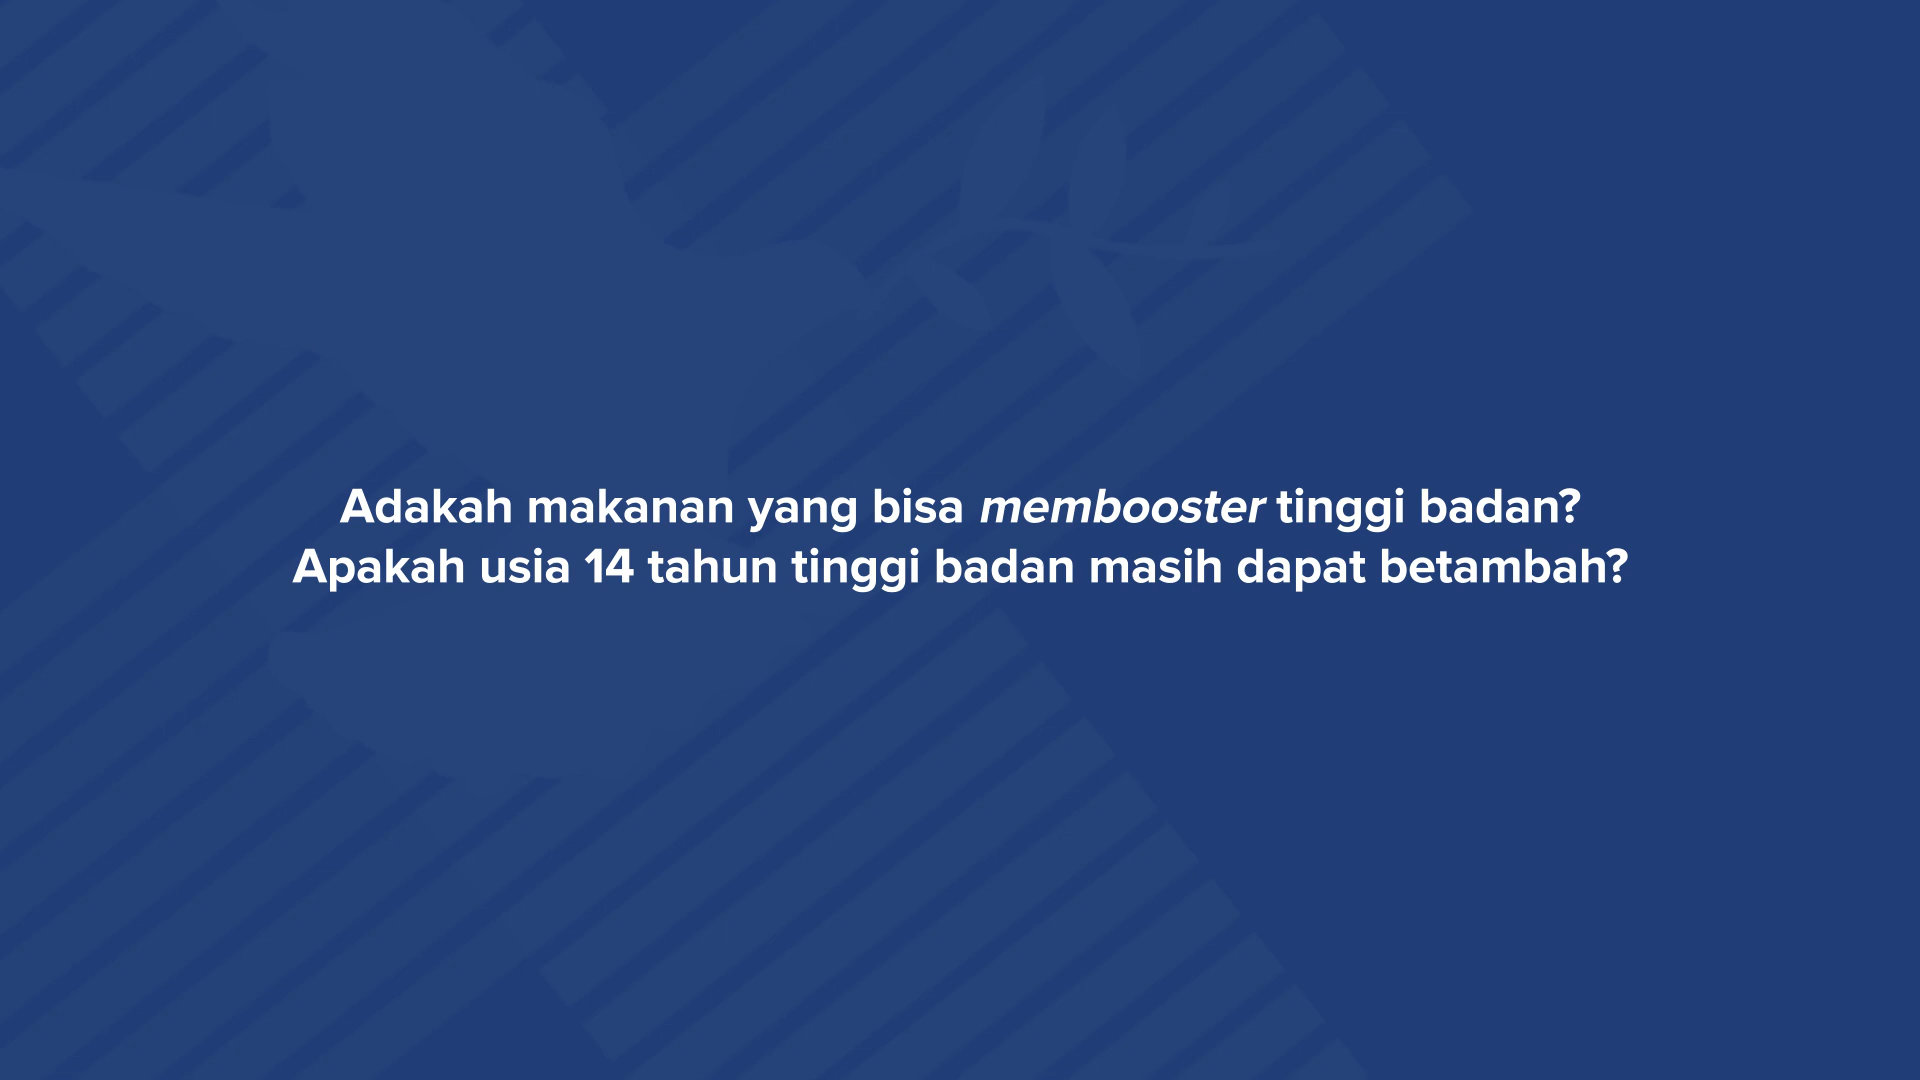 Adakah makanan yang bisa membooster tinggi badan?
Apakah usia 14 tahun tinggi badan masih dapat betambah?